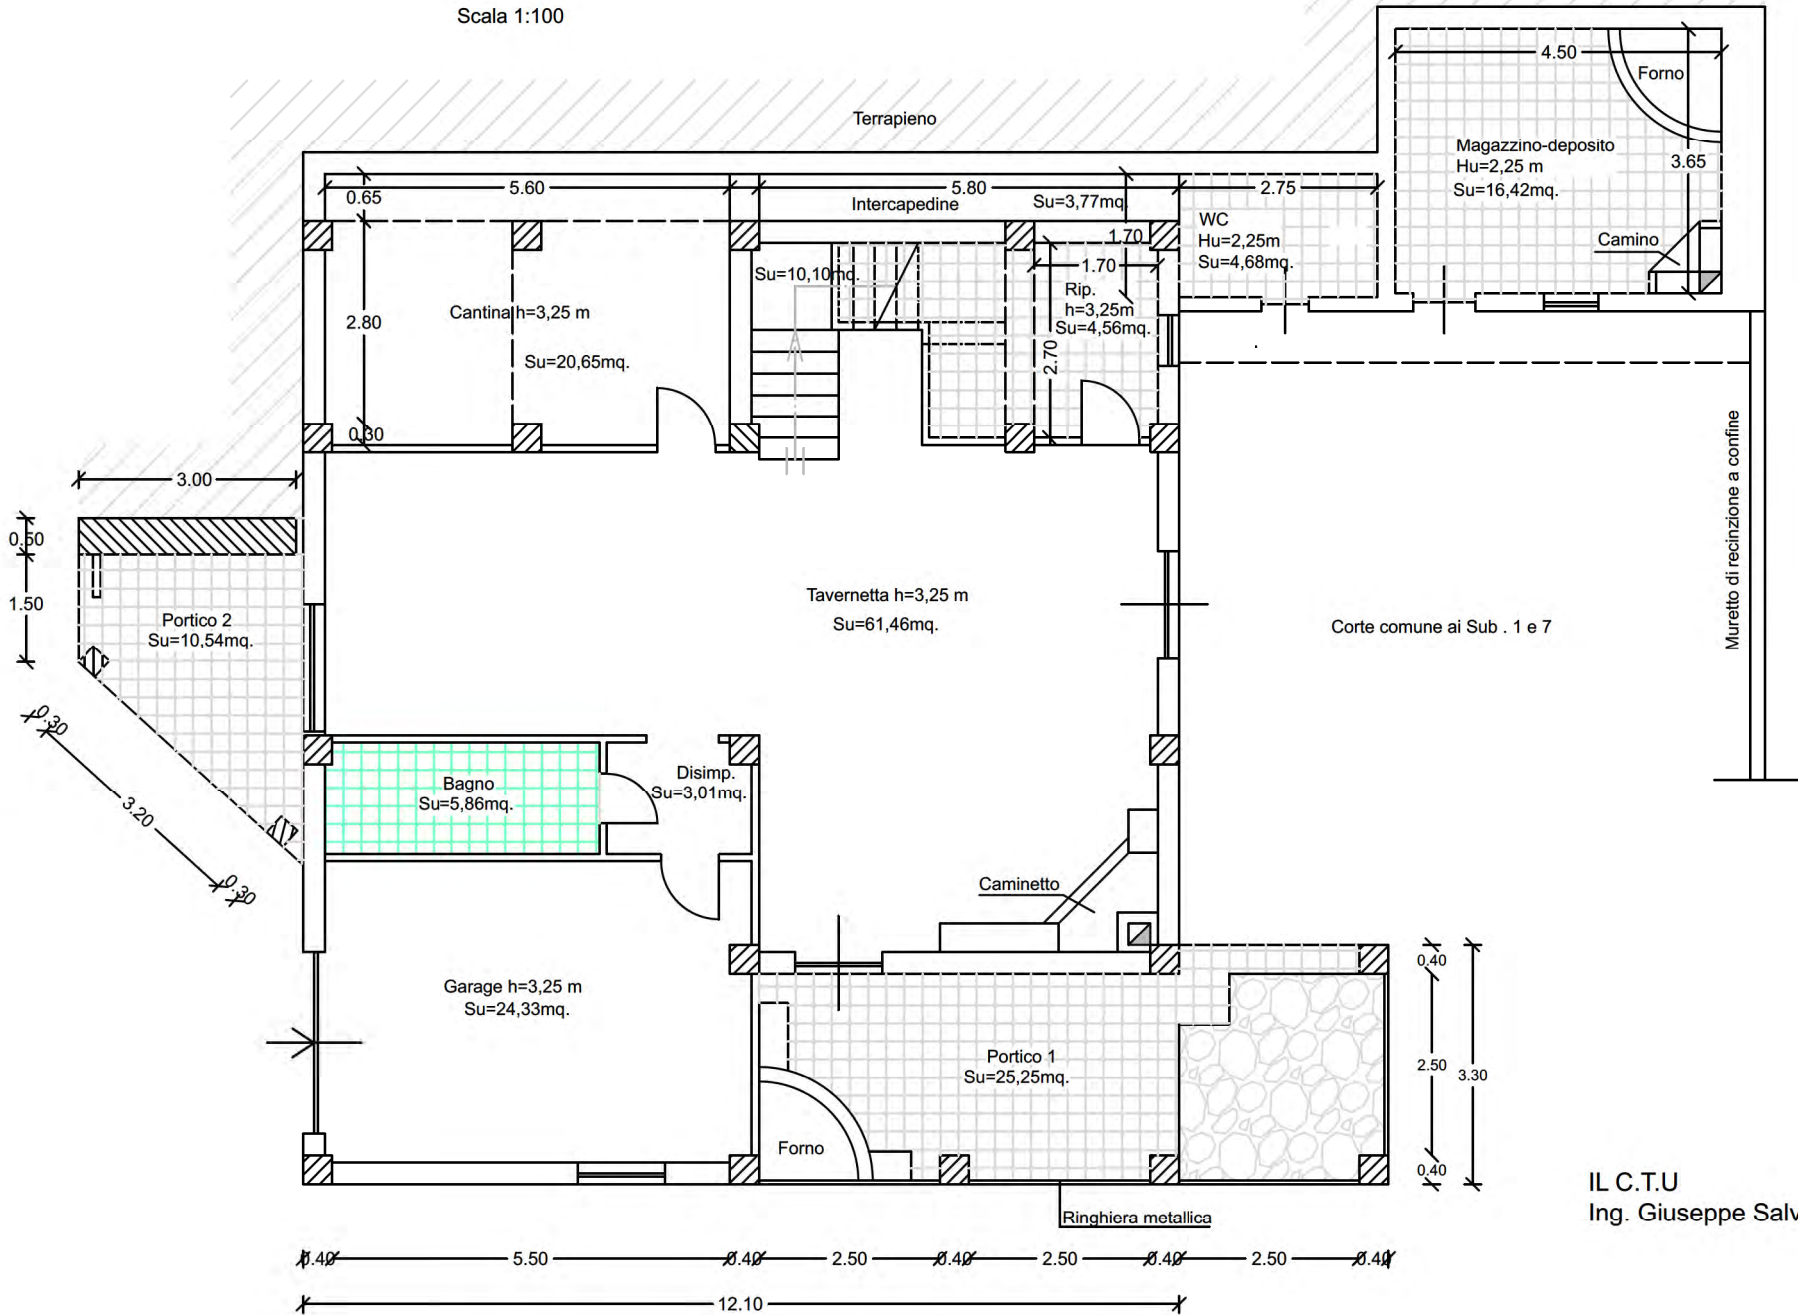 Scala 1:100
4.50
Forno
Terrapieno
Magazzino-deposito
Hu=2,25 m
Su=16,42mq.
3.65
0.65
5.60
5.80
2.75
Intercapedine
Su=3,77mq.
WC
Hu=2,25m
Su=4,68mq.
1.70
Camino
Su=10,10mq.
1.70
Rip.
h=3,25m
Su=4,56mq.
2.80
Cantina h=3,25 m
Su=20,65mq.
2.70
0.30
3.00
0.50
1.50
Portico 2
Su=10,54mq.
Tavernetta h=3,25 m
Su=61,46mq.
Corte comune ai Sub . 1 e 7
Muretto di recinzione a confine
0.30
3.20
0.30
Bagno
Su=5,86mq.
Disimp.
Su=3,01mq.
Caminetto
Garage h=3,25 m
Su=24,33mq.
Portico 1
Su=25,25mq.
Forno
0.40
2.50
3.30
0.40
Ringhiera metallica
IL C.T.U
Ing. Giuseppe Salv
0.40
5.50
0.40
2.50
0.40
2.50
0.40
2.50
0.40
12.10